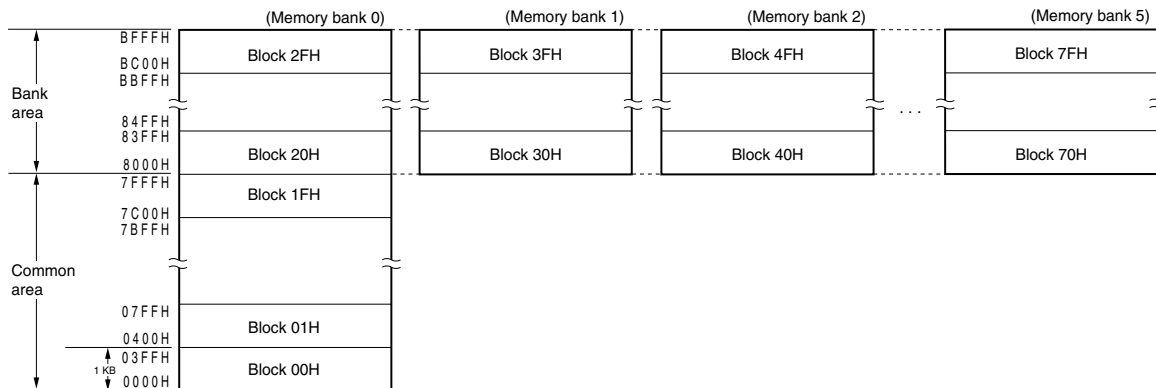 (Memory bank 0) (Memory bank 1) (Memory bank 2) (Memory bank 5)
BFFFH
Block 2FH Block 3FH Block 4FH Block 7FH
BC00H
BBFFH
Bank
area
. . .
84FFH
83FFH
Block 20H Block 30H Block 40H Block 70H
8000H
7FFFH
Block 1FH
7C00H
7BFFH
Common
area
07FFH
Block 01H
0400H
03FFH
1 KB
Block 00H
0000H